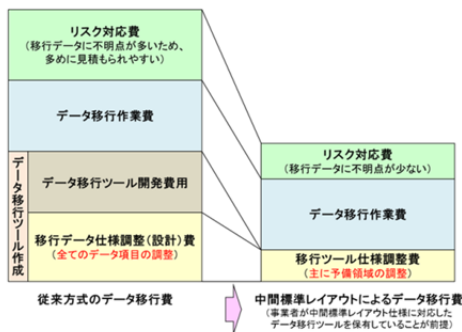 リスク対応費
(移行データに不明点が多いため、
多めに見積もられやすい)
データ移行作業費
データ移行ツール作成
データ移行ツール開発費用
移行データ仕様調整(設計)費
(全てのデータ項目の調整)
従来方式のデータ移行費
リスク対応費
(移行データに不明点が少ない)
データ移行作業費
移行ツール仕様調整費
(主に予備領域の調整)
中間標準レイアウトによるデータ移行費
(事業者が中間標準レイアウト仕様に対応した
データ移行ツールを保有していることが前提)